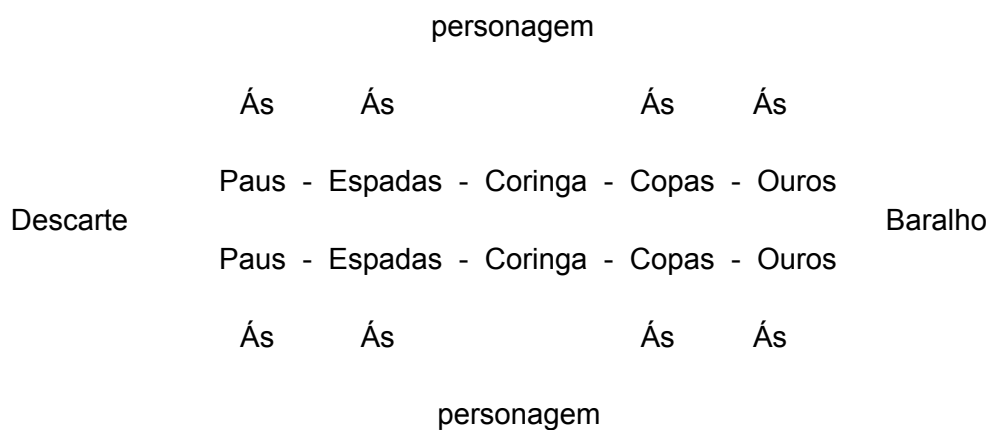 personagem
Ás Ás Ás Ás
Paus - Espadas - Coringa - Copas - Ouros
Descarte Baralho
Paus - Espadas - Coringa - Copas - Ouros
Ás Ás Ás Ás
personagem